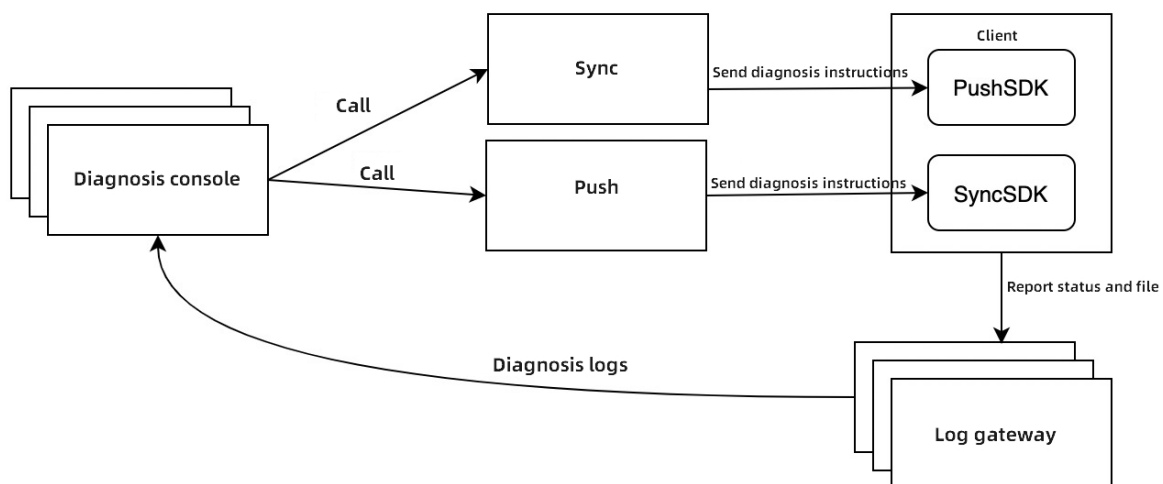 Client
Sync
Send diagnosis instructions
PushSDK
Call
Diagnosis console
Call
Push
Send diagnosis instructions
SyncSDK
Report status and file
Diagnosis logs
Log gateway